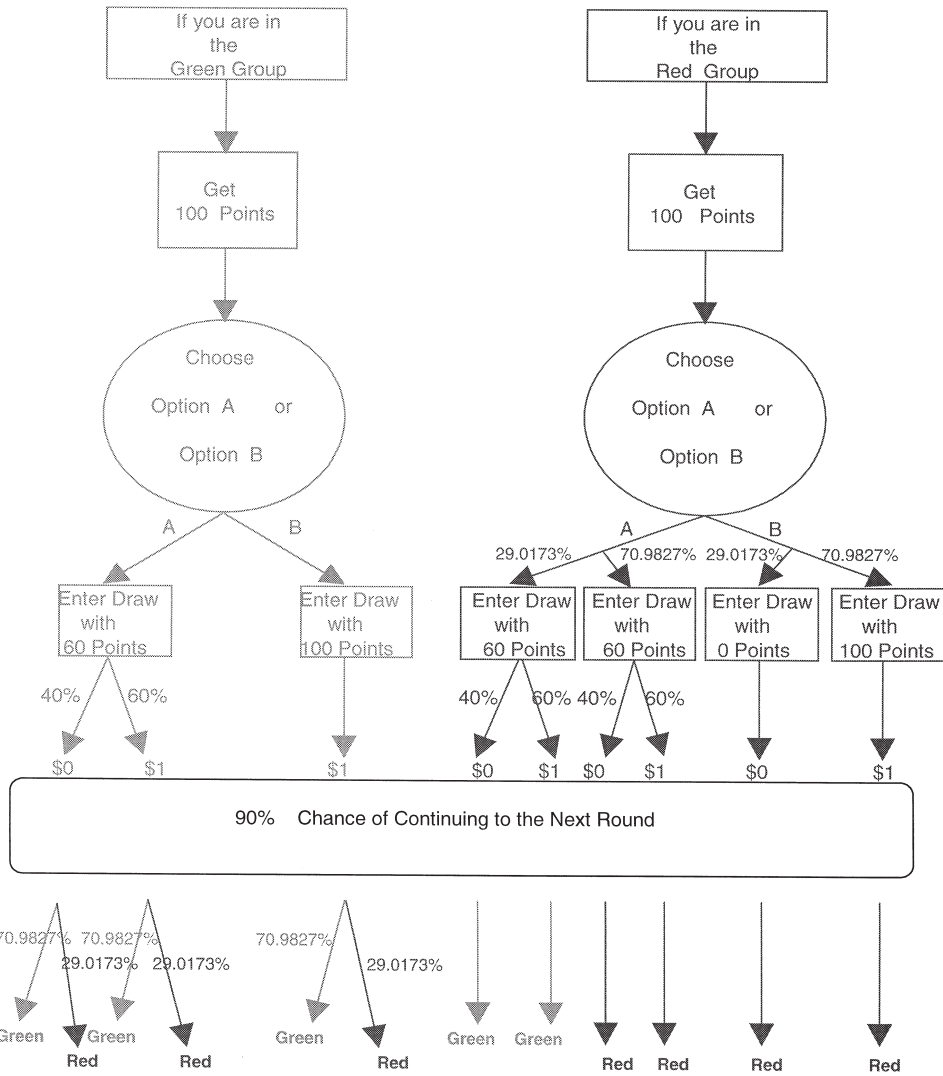 If you are in
the
Green Group
If you are in
the
Red Group
Get
100 Points
Get
100 Points
Choose
Option A or
Option B
Choose
Option A or
Option B
A B
A B
29.0173% 70.9827% 29.0173% 70.9827%
Enter Draw
with
60 Points
Enter Draw
with
100 Points
Enter Draw
with
60 Points
Enter Draw
with
60 Points
Enter Draw
with
0 Points
Enter Draw
with
100 Points
40% 60%
40% 60% 40% 60%
$0 $1 $1 $0 $1 $0 $1 $0 $1
90% Chance of Continuing to the Next Round
70.9827% 70.9827% 70.9827%
29.0173% 29.0173% 29.0173%
Green Green Green Green Green
Red Red Red Red Red Red Red